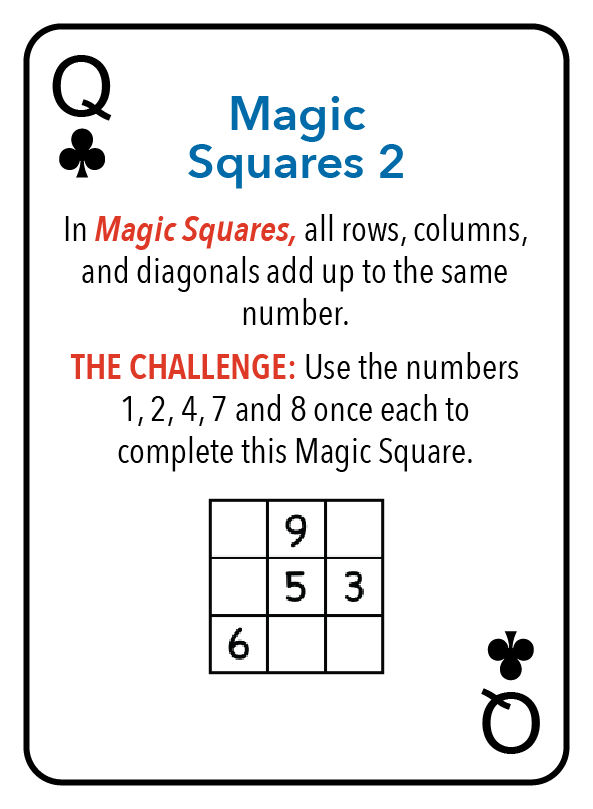 Q
Magic
Squares 2
In Magic Squares, all rows, columns,
and diagonals add up to the same
number.
THE CHALLENGE: Use the numbers
1, 2, 4, 7 and 8 once each to
complete this Magic Square.
9
5 3
6
Q